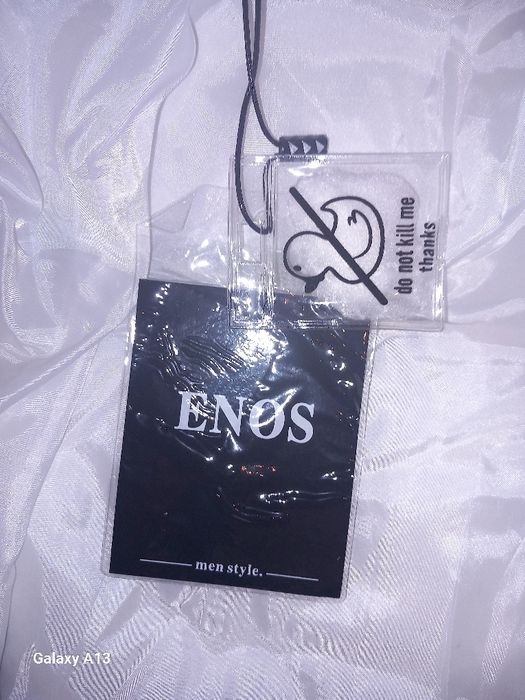 do not kill me
thanks
ENOS
men style.
Galaxy A13